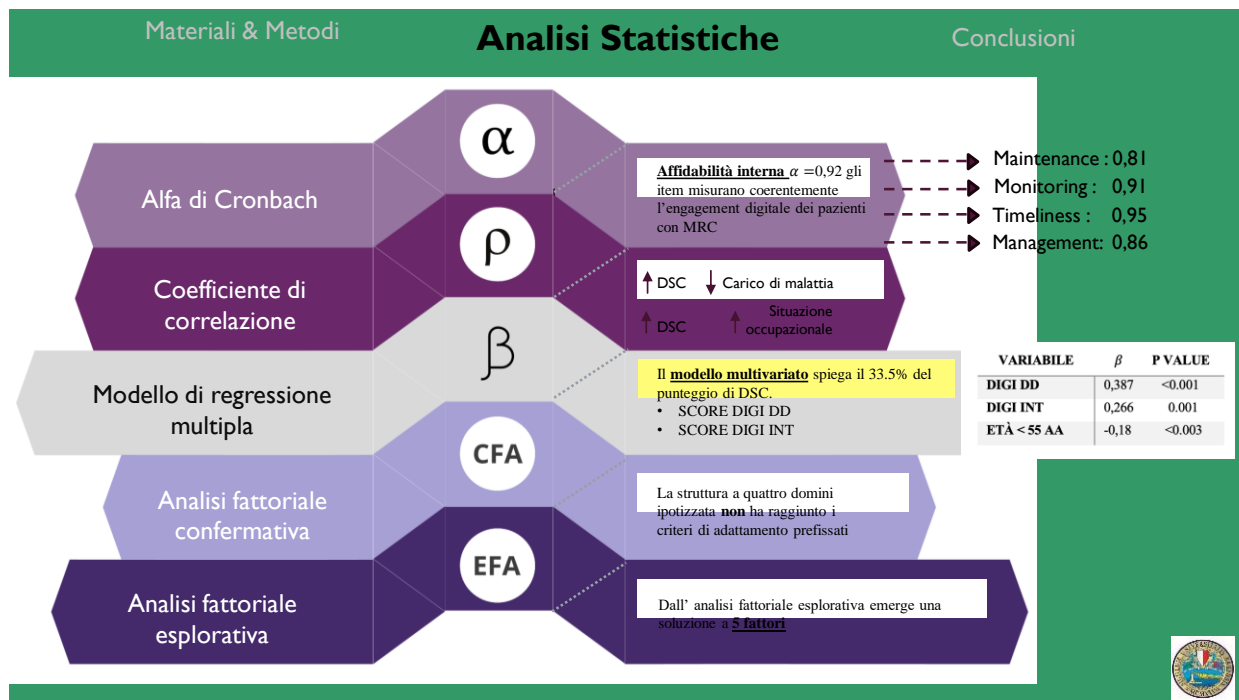 Materiali & Metodi
Analisi Statistiche
Conclusioni
α
Alfa di Cronbach
Affidabilità interna α =0,92 gli
item misurano coerentemente
l'engagement digitale dei pazienti
con MRC
Maintenance : 0,81
Monitoring : 0,91
Timeliness : 0,95
Management: 0,86
ρ
Coefficiente di
correlazione
↑ DSC ↓ Carico di malattia
↑ DSC ↑ Situazione
occupazionale
β
Modello di regressione
multipla
Il modello multivariato spiega il 33.5% del
punteggio di DSC.
• SCORE DIGI DD
• SCORE DIGI INT
VARIABILE β P VALUE
DIGI DD 0,387 <0.001
DIGI INT 0,266 0.001
ETÀ < 55 AA -0,18 <0.003
CFA
Analisi fattoriale
confermativa
La struttura a quattro domini
ipotizzata non ha raggiunto i
criteri di adattamento prefissati
EFA
Analisi fattoriale
esplorativa
Dall' analisi fattoriale esplorativa emerge una
soluzione a 5 fattori